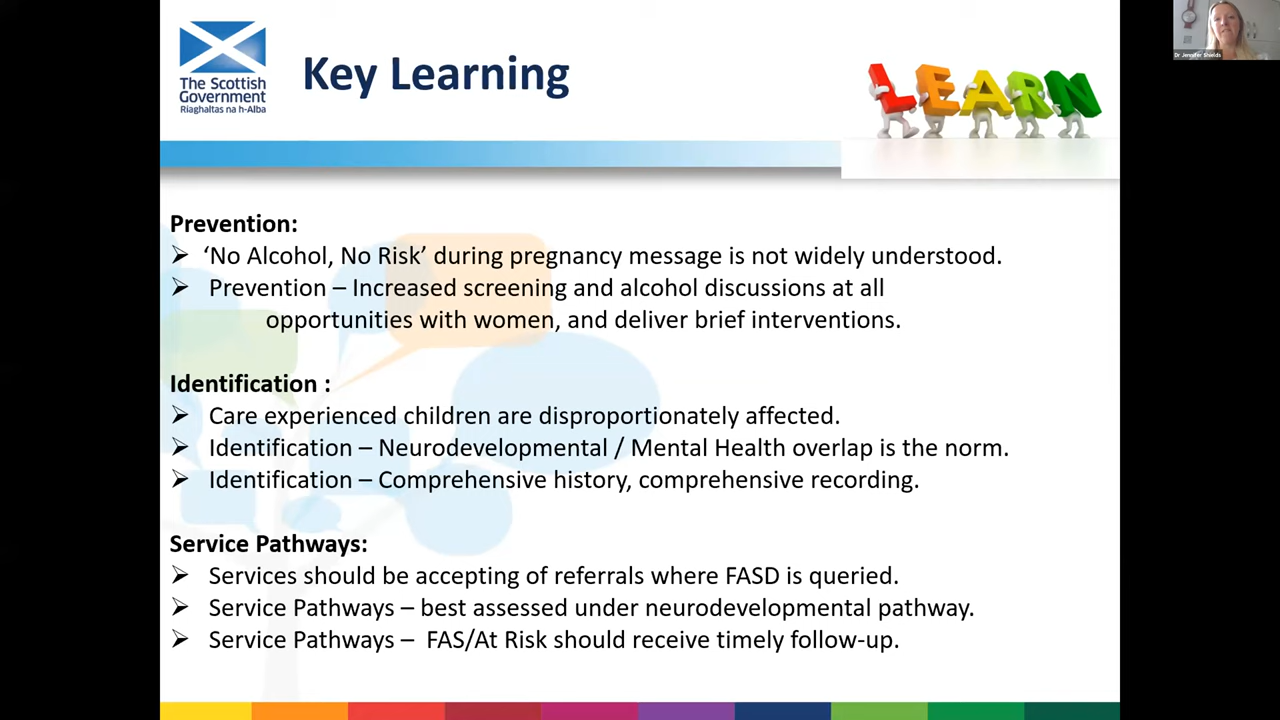 The Scottish
Government
Riaghaltas na h-Alba
Key Learning
LEARN
Dr Jennifer Shields
Prevention:
➢ ‘No Alcohol, No Risk’ during pregnancy message is not widely understood.
➢ Prevention – Increased screening and alcohol discussions at all
opportunities with women, and deliver brief interventions.
Identification :
➢ Care experienced children are disproportionately affected.
➢ Identification – Neurodevelopmental / Mental Health overlap is the norm.
➢ Identification – Comprehensive history, comprehensive recording.
Service Pathways:
➢ Services should be accepting of referrals where FASD is queried.
➢ Service Pathways – best assessed under neurodevelopmental pathway.
➢ Service Pathways – FAS/At Risk should receive timely follow-up.